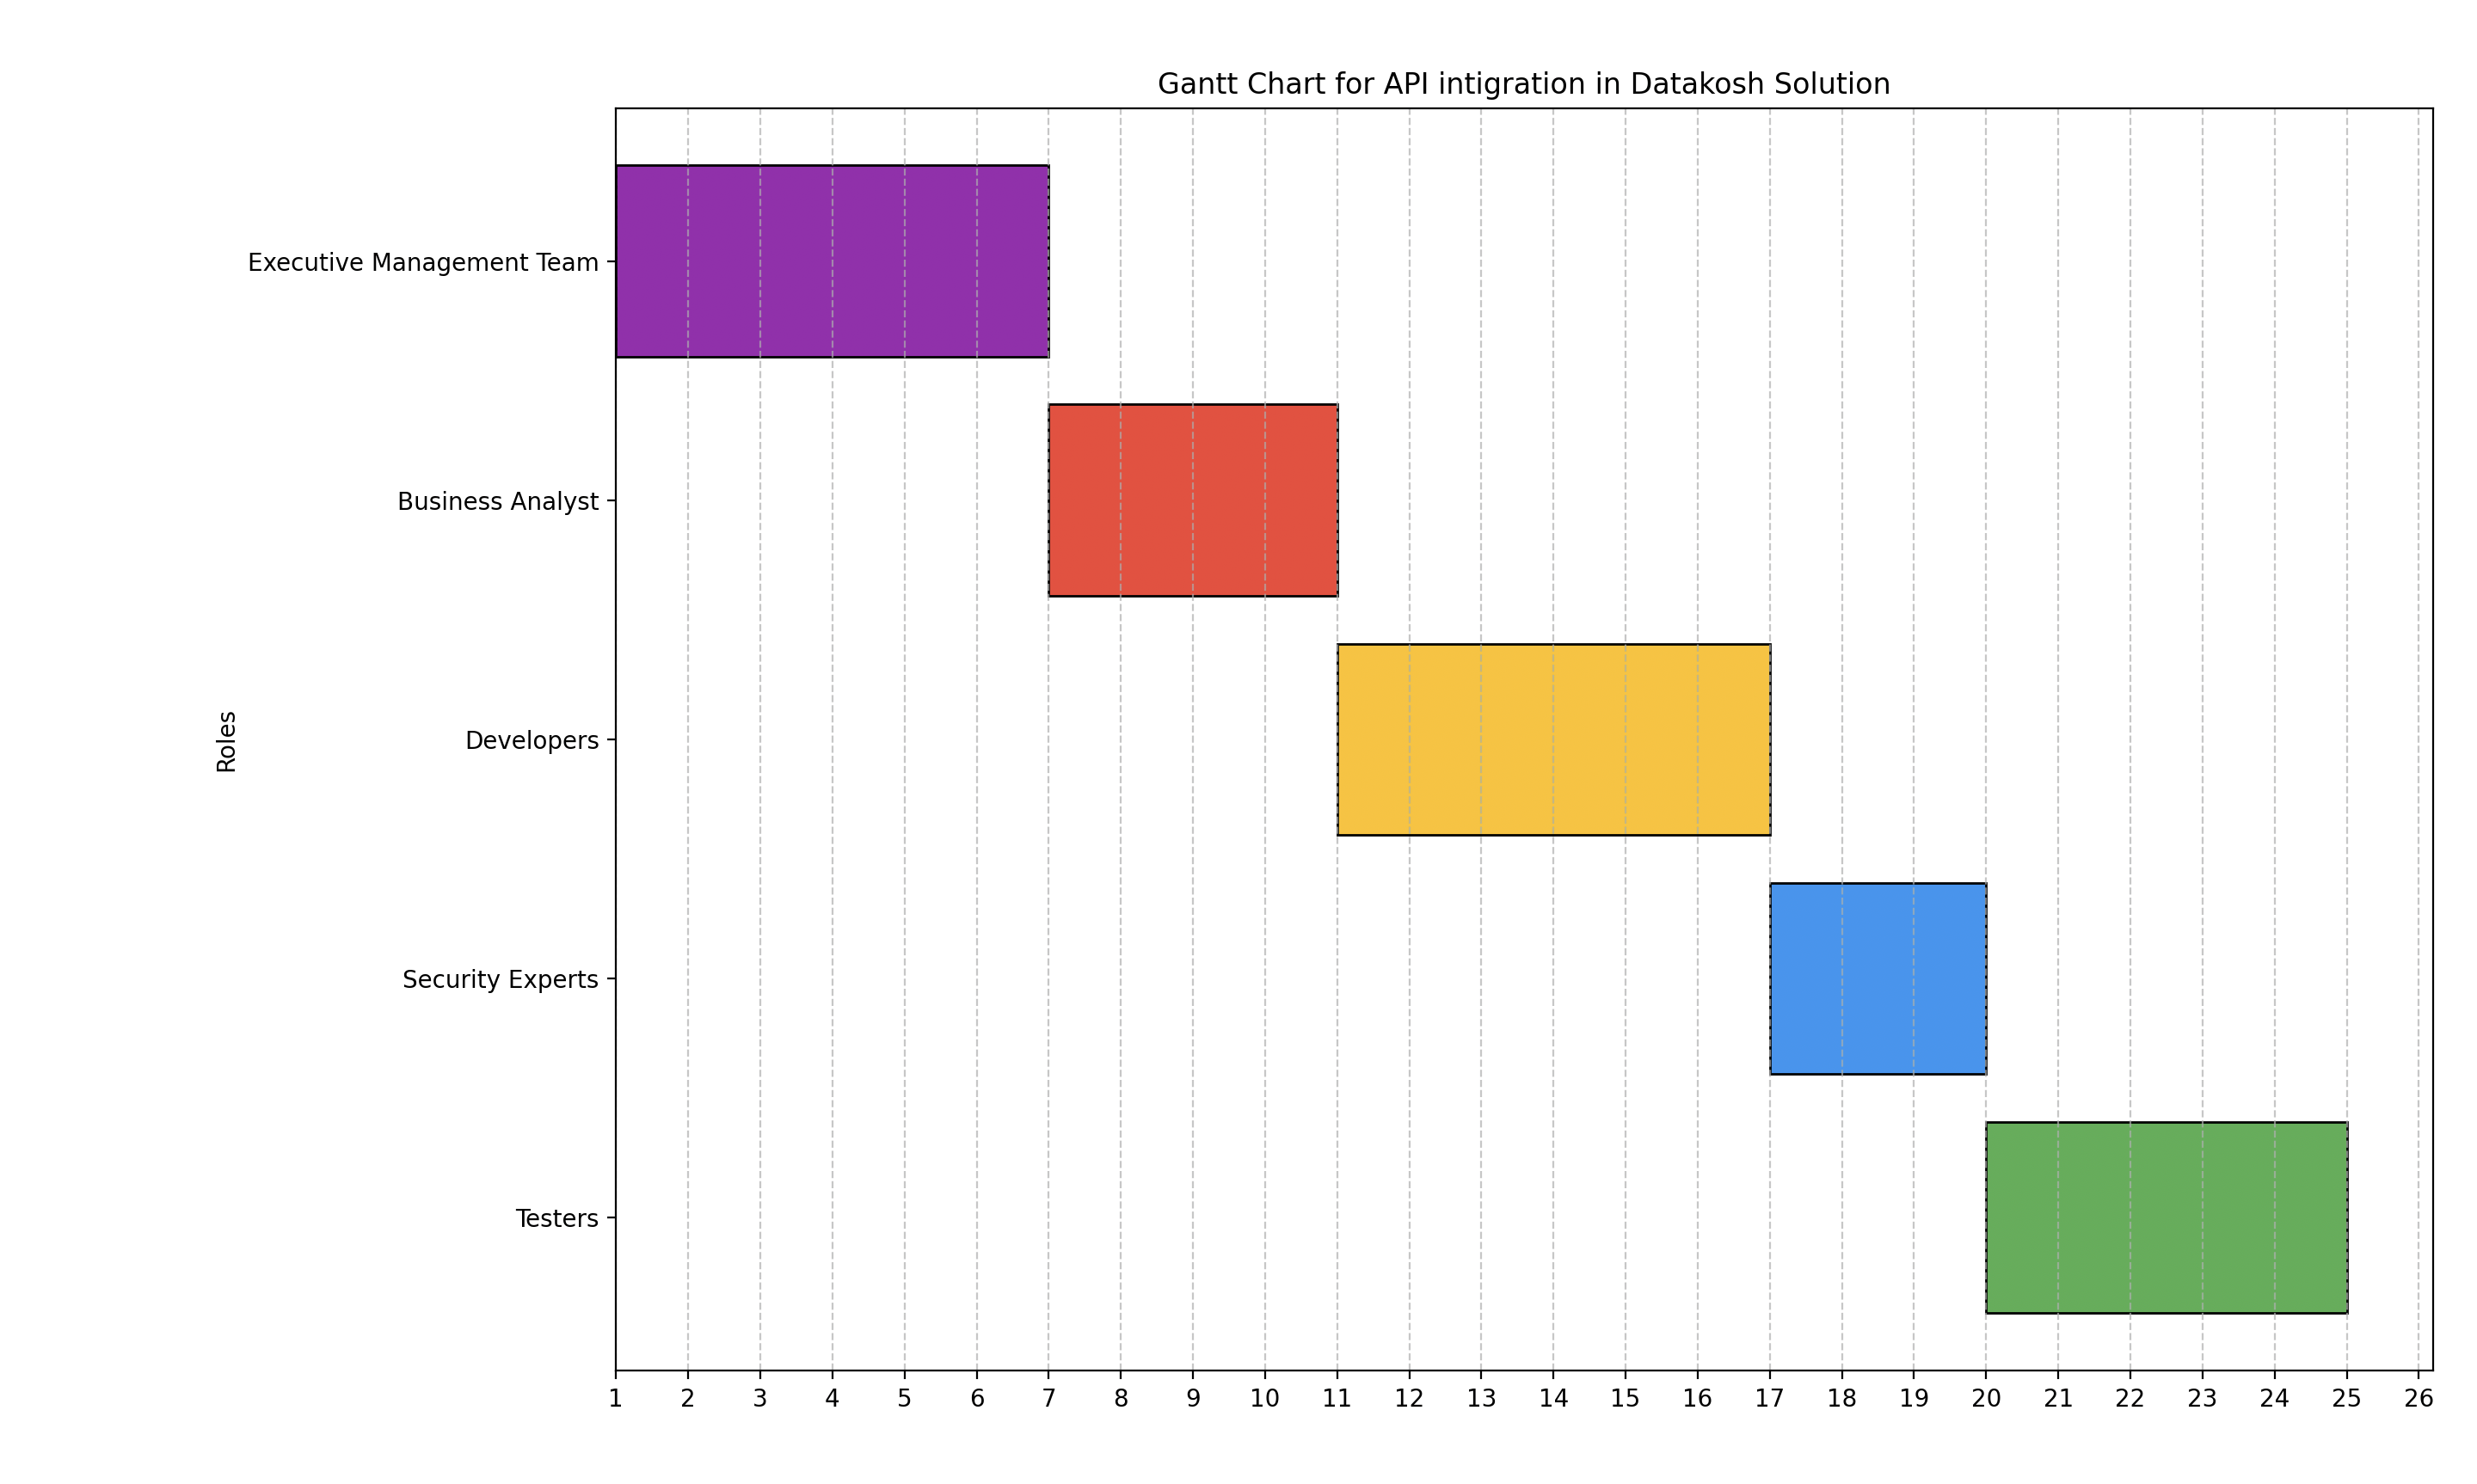 Gantt Chart for API intigration in Datakosh Solution
Executive Management Team
Business Analyst
Developers
Security Experts
Testers
Roles
1 2 3 4 5 6 7 8 9 10 11 12 13 14 15 16 17 18 19 20 21 22 23 24 25 26